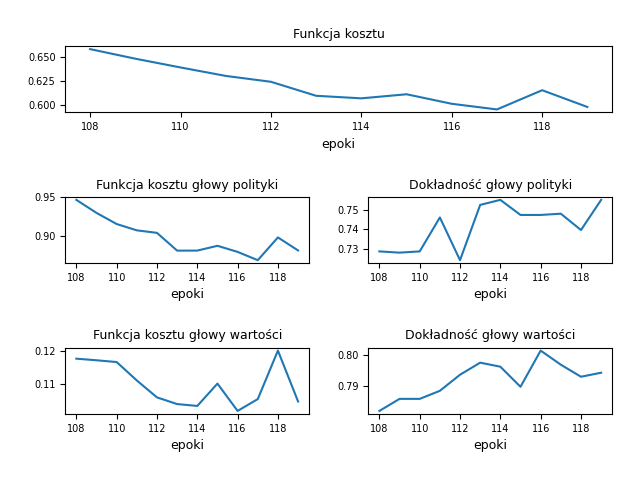 Funkcja kosztu
0.650
0.625
0.600
108 110 112 114 116 118
epoki
Funkcja kosztu głowy polityki
0.95
0.90
108 110 112 114 116 118
epoki
Dokładność głowy polityki
0.75
0.74
0.73
108 110 112 114 116 118
epoki
Funkcja kosztu głowy wartości
0.12
0.11
108 110 112 114 116 118
epoki
Dokładność głowy wartości
0.80
0.79
108 110 112 114 116 118
epoki